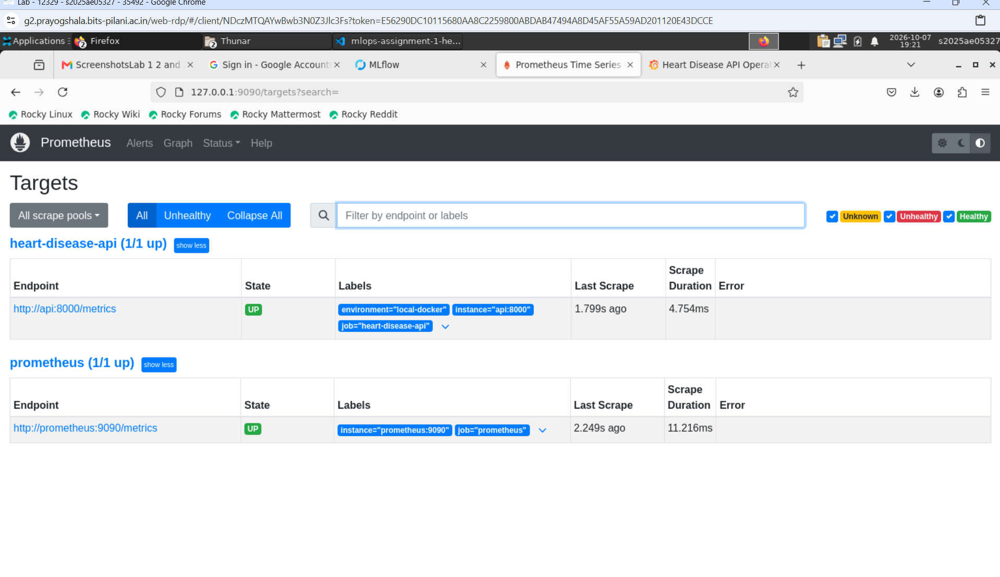 Lab - 12329 - s2025ae05327 - 35492 - Google Chrome
g2.prayogshala.bits-pilani.ac.in/web-rdp/#/client/NDczMTQAYwBwb3N0Z3Jlc3Fs?token=E56290DC10115680AA8C2259800ABDAB47494A8D45AF55A59AD201120E43DCCE
Applications Firefox Thunar mlops-assignment-1-he... 2026-10-07 s2025ae05327
19:21
ScreenshotsLab 1 2 and Sign in - Google Accounts MLflow Prometheus Time Series Heart Disease API Operat
127.0.0.1:9090/targets?search=
Rocky Linux Rocky Wiki Rocky Forums Rocky Mattermost Rocky Reddit
Prometheus Alerts Graph Status Help
Targets
All scrape pools All Unhealthy Collapse All Filter by endpoint or labels Unknown Unhealthy Healthy
heart-disease-api (1/1 up) show less
Endpoint State Labels Last Scrape Scrape Duration Error
http://api:8000/metrics UP environment="local-docker" instance="api:8000" 1.799s ago 4.754ms
job="heart-disease-api"
prometheus (1/1 up) show less
Endpoint State Labels Last Scrape Scrape Duration Error
http://prometheus:9090/metrics UP instance="prometheus:9090" job="prometheus" 2.249s ago 11.216ms